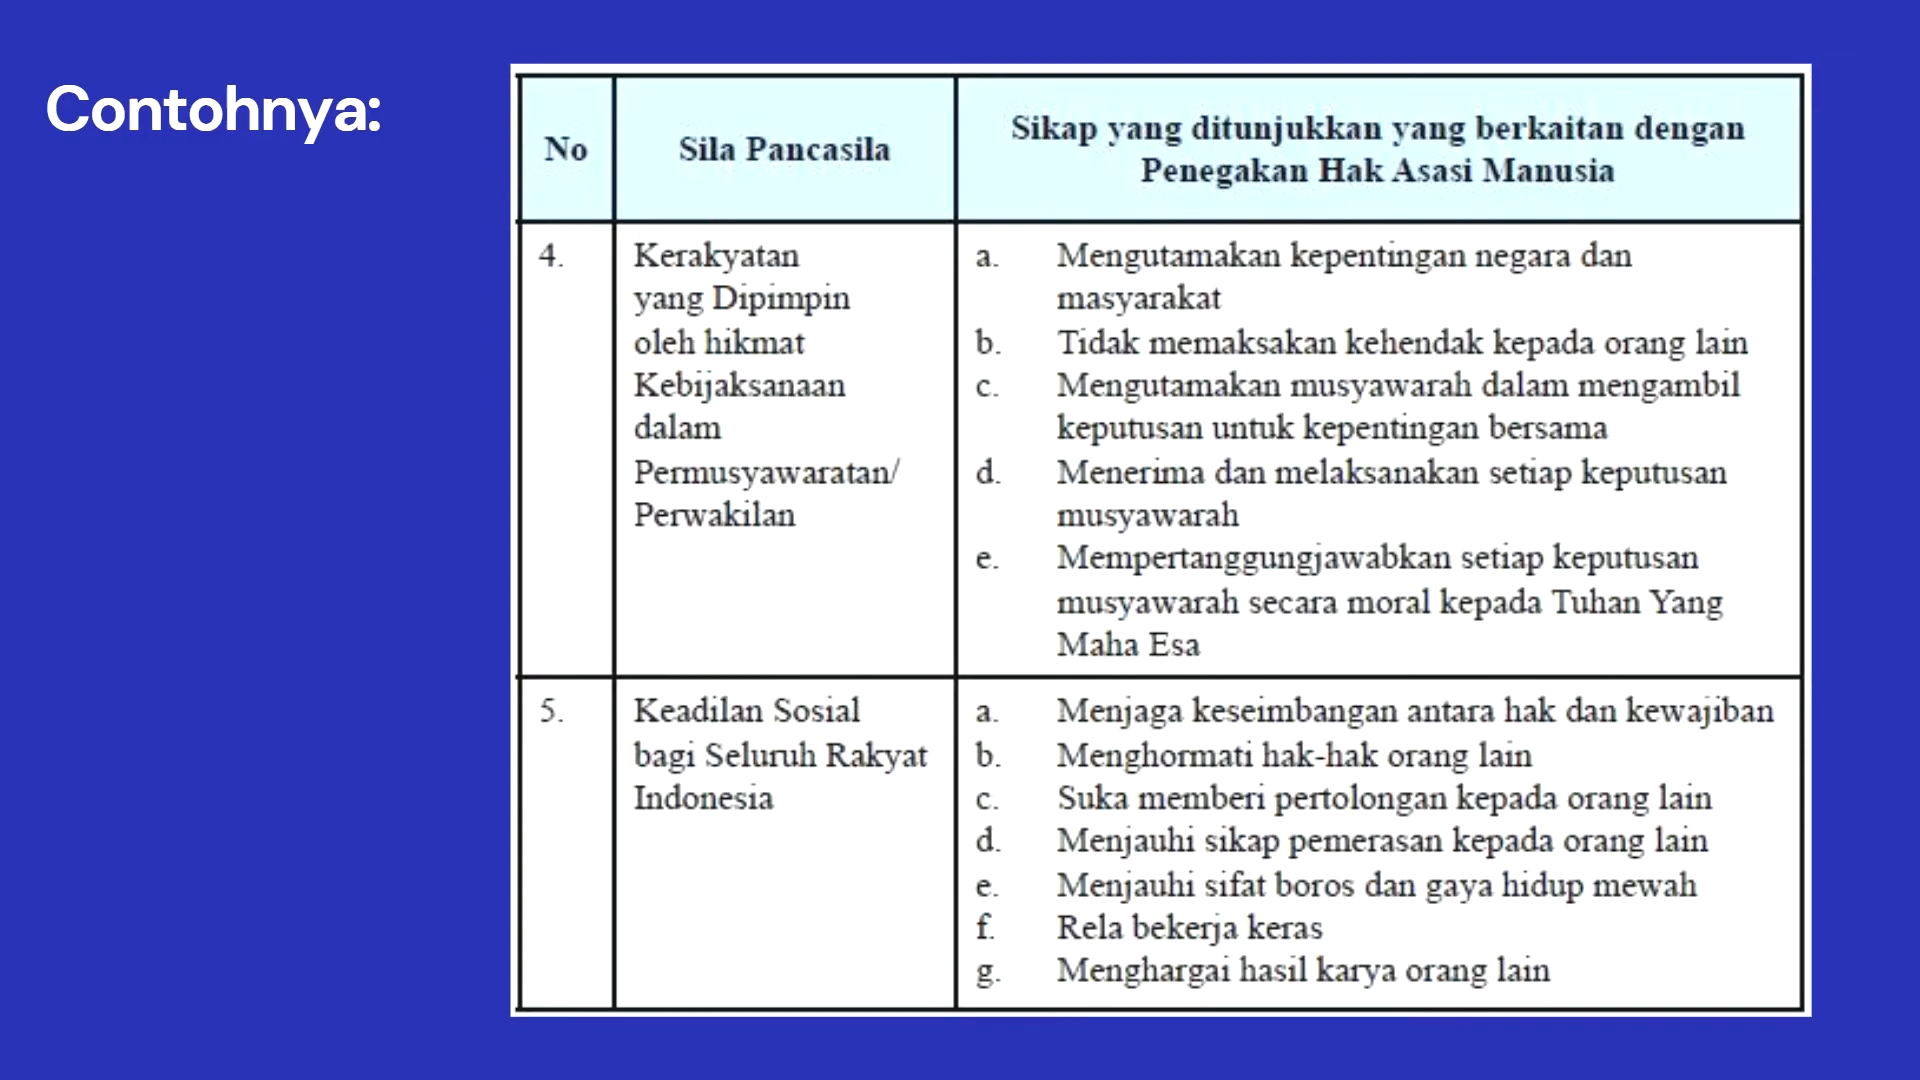 Contohnya:
No
Sila Pancasila
Sikap yang ditunjukkan yang berkaitan dengan
Penegakan Hak Asasi Manusia
4.
Kerakyatan
yang Dipimpin
oleh hikmat
Kebijaksanaan
dalam
Permusyawaratan/
Perwakilan
a. Mengutamakan kepentingan negara dan
masyarakat
b. Tidak memaksakan kehendak kepada orang lain
c. Mengutamakan musyawarah dalam mengambil
keputusan untuk kepentingan bersama
d. Menerima dan melaksanakan setiap keputusan
musyawarah
e. Mempertanggungjawabkan setiap keputusan
musyawarah secara moral kepada Tuhan Yang
Maha Esa
5.
Keadilan Sosial
bagi Seluruh Rakyat
Indonesia
a. Menjaga keseimbangan antara hak dan kewajiban
b. Menghormati hak-hak orang lain
c. Suka memberi pertolongan kepada orang lain
d. Menjauhi sikap pemerasan kepada orang lain
e. Menjauhi sifat boros dan gaya hidup mewah
f. Rela bekerja keras
g. Menghargai hasil karya orang lain